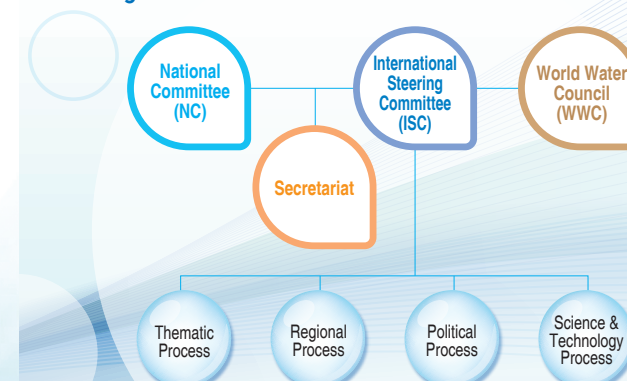 National
Committee
(NC)
International
Steering
Committee
(ISC)
World Water
Council
(WWC)
Secretariat
Thematic
Process
Regional
Process
Political
Process
Science &
Technology
Process